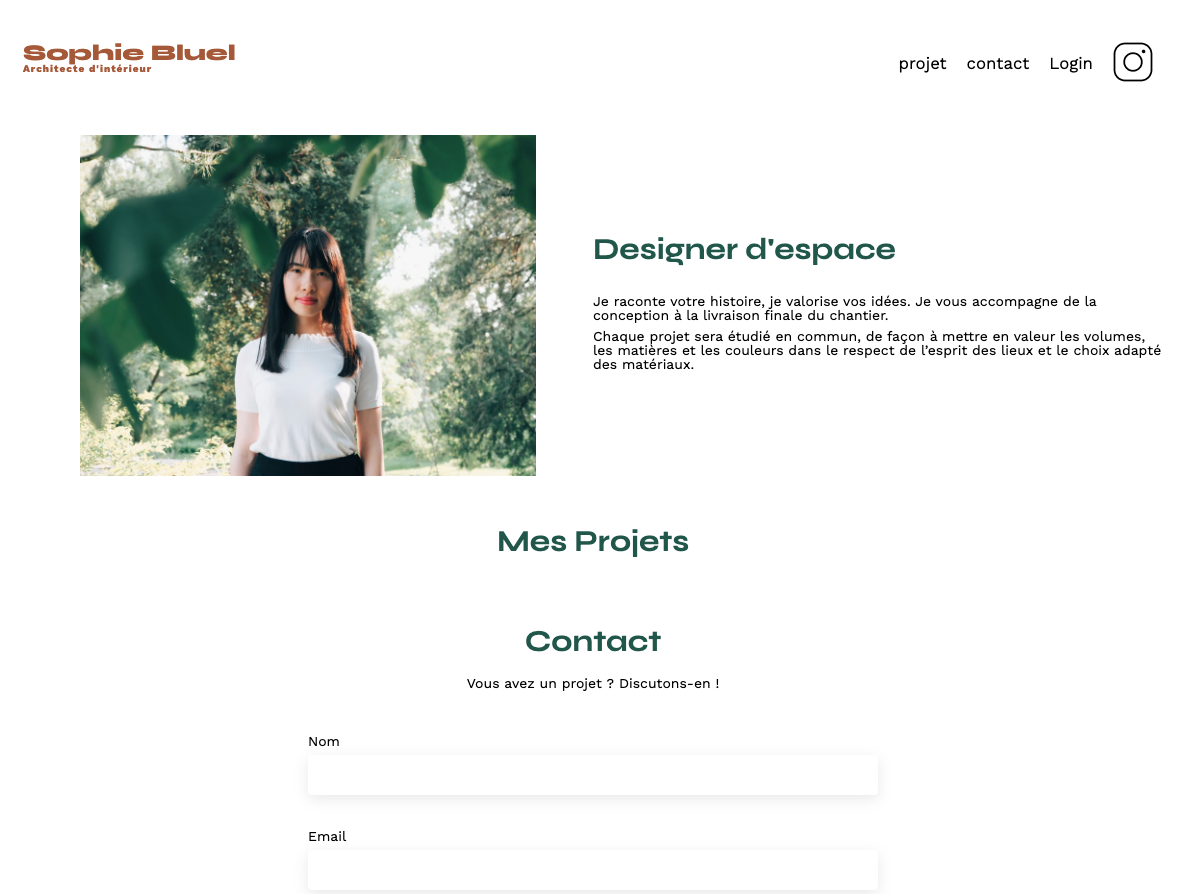 Sophie Bluel
Architecte d'intérieur
projet
contact
Login
Designer d'espace
Je raconte votre histoire, je valorise vos idées. Je vous accompagne de la
conception à la livraison finale du chantier.
Chaque projet sera étudié en commun, de façon à mettre en valeur les volumes,
les matières et les couleurs dans le respect de l’esprit des lieux et le choix adapté
des matériaux.
Mes Projets
Contact
Vous avez un projet ? Discutons-en !
Nom
Email